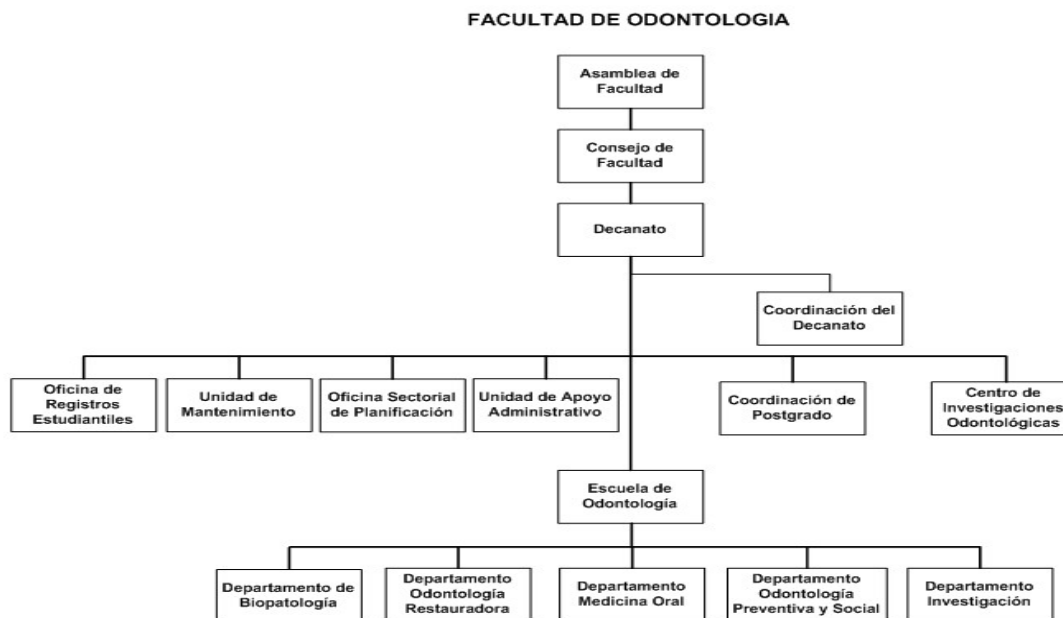 FACULTAD DE ODONTOLOGIA
Asamblea de
Facultad
Consejo de
Facultad
Decanato
Coordinación del
Decanato
Oficina de
Registros
Estudiantiles
Unidad de
Mantenimiento
Oficina Sectorial
de Planificación
Unidad de Apoyo
Administrativo
Coordinación de
Postgrado
Centro de
Investigaciones
Odontológicas
Escuela de
Odontología
Departamento de
Biopatología
Departamento
Odontología
Restauradora
Departamento
Medicina Oral
Departamento
Odontología
Preventiva y Social
Departamento
Investigación